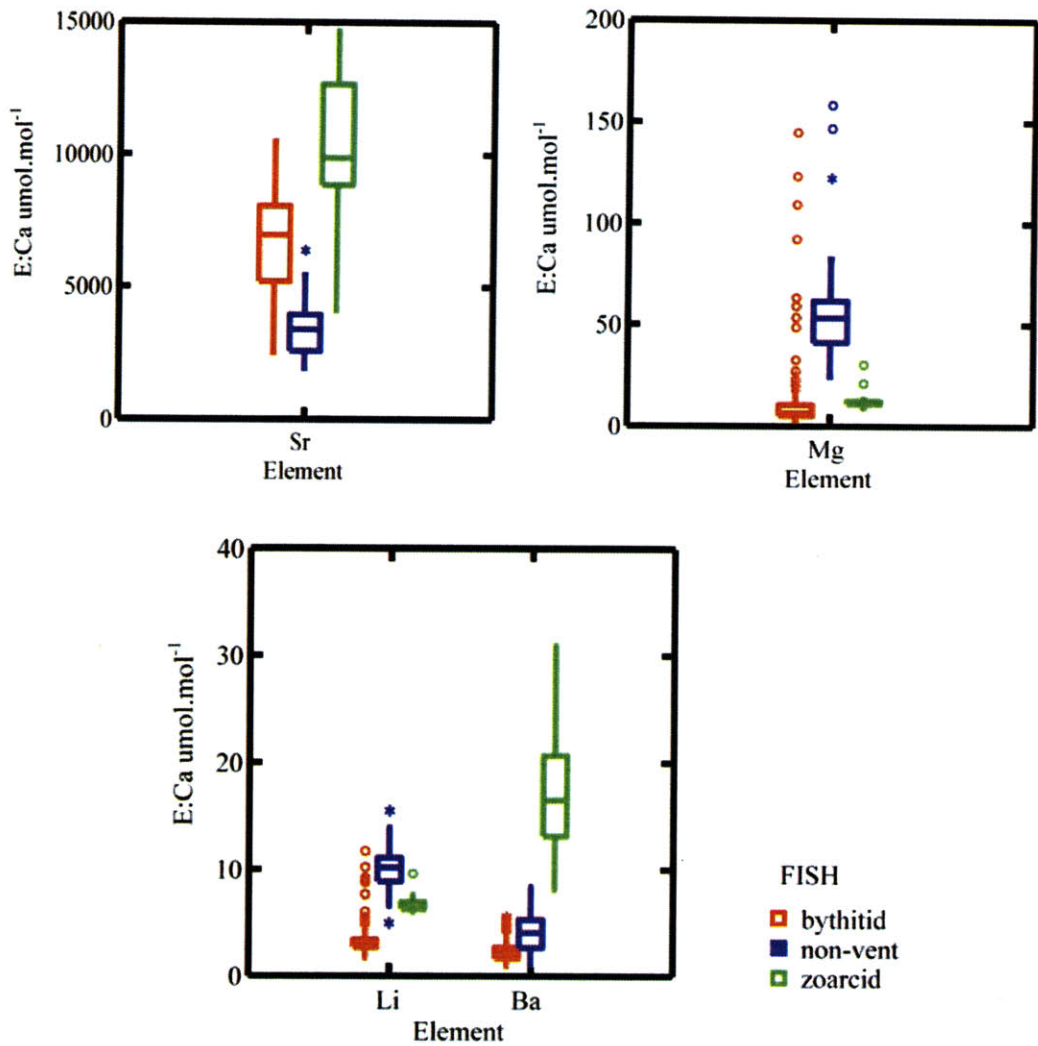 15000
10000
5000
0
E:Ca umol.mol⁻¹
Sr
Element
200
150
100
50
0
E:Ca umol.mol⁻¹
Mg
Element
40
30
20
10
0
E:Ca umol.mol⁻¹
Li Ba
Element
FISH
bythitid
non-vent
zoarcid